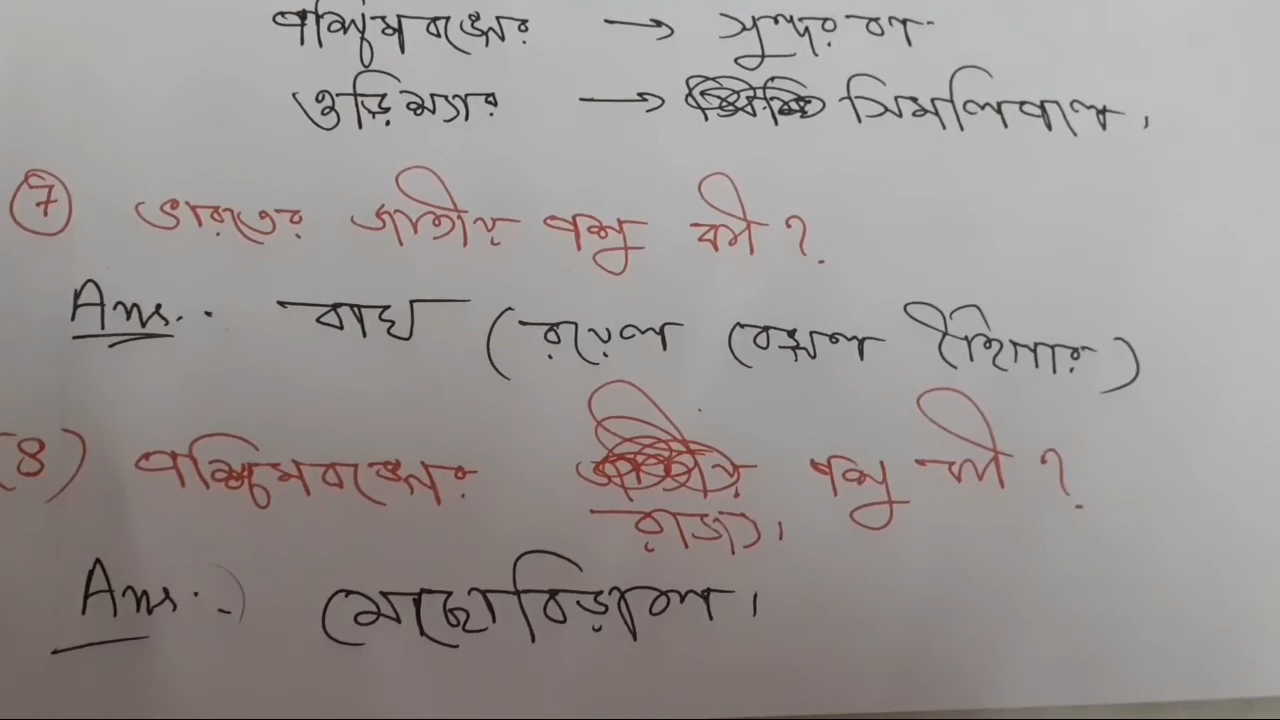 পশ্চিমবঙ্গের → সুন্দরবন
ওড়িষ্যার → সিমলিপাল।
7 ভারতের জাতীয় পশু কী?
Ans:- বাঘ (রয়েল বেঙ্গল টাইগার)
(8) পশ্চিমবঙ্গের পশু কী?
রাজ্য।
Ans:- মেছোবিড়াল।